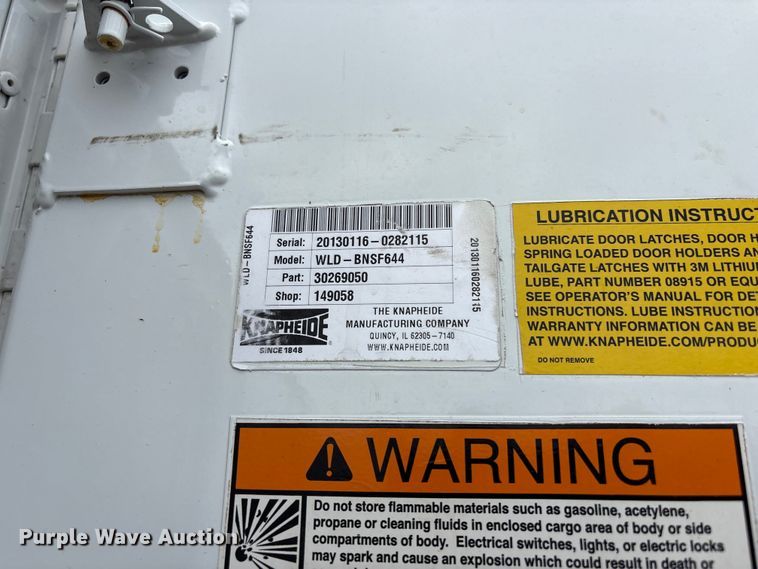 WLD-BNSF644
Serial: 20130116-0282115
Model: WLD-BNSF644
Part: 30269050
Shop: 149058
201301160282115
KNAPHEIDE
SINCE 1848
THE KNAPHEIDE
MANUFACTURING COMPANY
QUINCY, IL 62305-7140
WWW.KNAPHEIDE.COM
LUBRICATION INSTRUCT
LUBRICATE DOOR LATCHES, DOOR H
SPRING LOADED DOOR HOLDERS AN
TAILGATE LATCHES WITH 3M LITHIU
LUBE, PART NUMBER 08915 OR EQU
SEE OPERATOR'S MANUAL FOR DET
INSTRUCTIONS. LUBE INSTRUCTION
WARRANTY INFORMATION CAN BE
AT WWW.KNAPHEIDE.COM/PRODU
DO NOT REMOVE
WARNING
Do not store flammable materials such as gasoline, acetylene,
propane or cleaning fluids in enclosed cargo area of body or side
compartments of body. Electrical switches, lights, or electric locks
may spark and cause an explosion which could result in death or
Purple Wave Auction